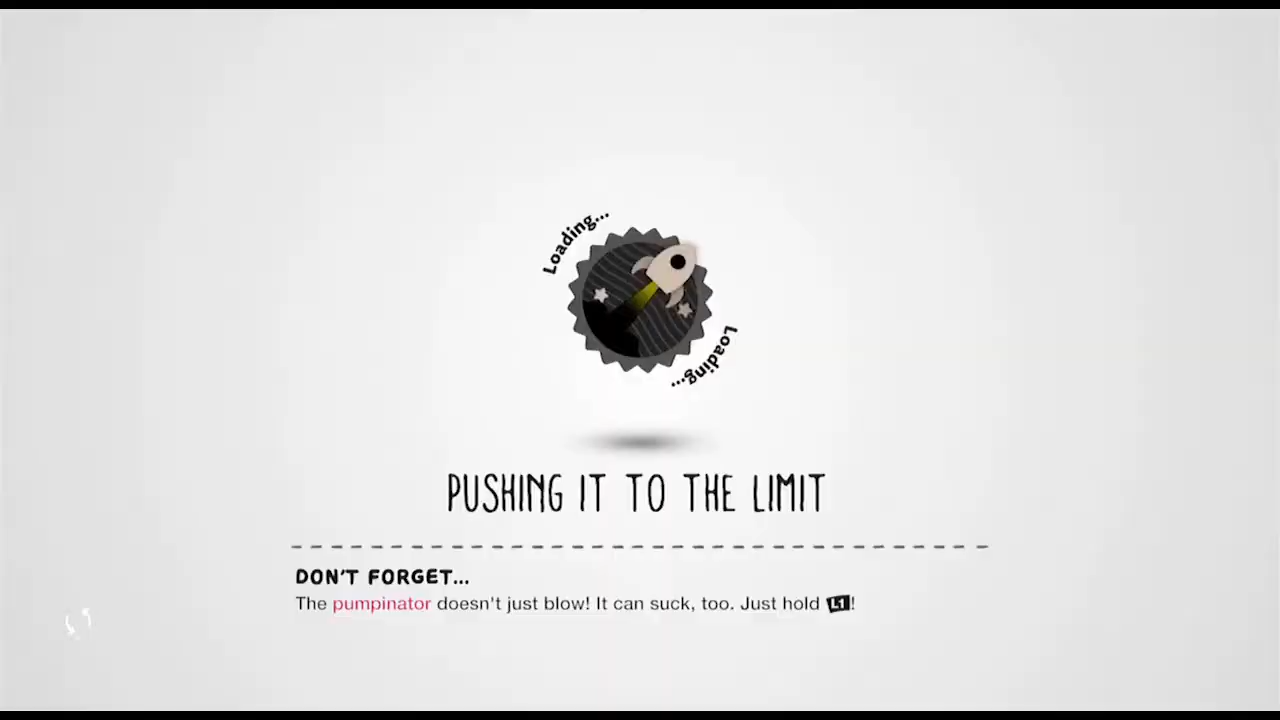 Loading...
Loading...
PUSHING IT TO THE LIMIT
DON'T FORGET...
The pumpinator doesn't just blow! It can suck, too. Just hold L1!